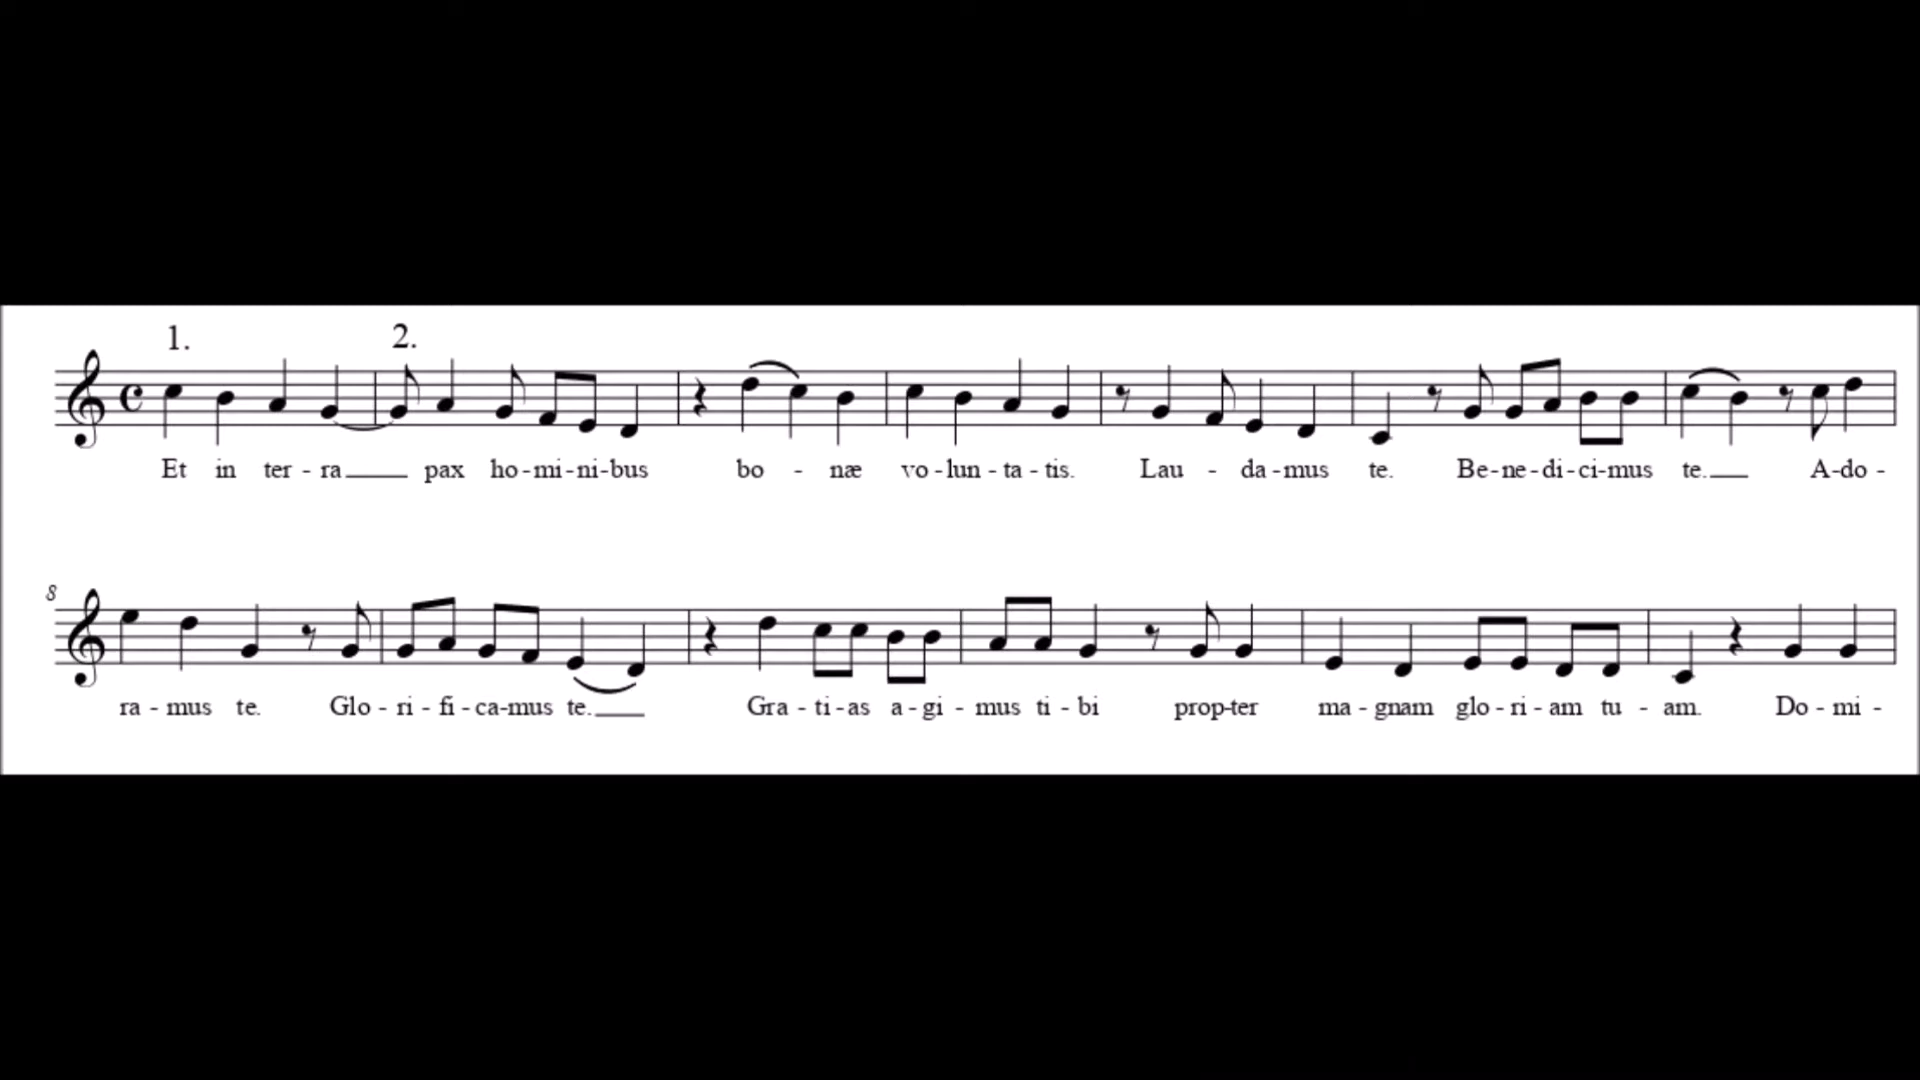 1. 2.
Et in ter - ra pax ho - mi - ni - bus bo - næ vo - lun - ta - tis. Lau - da - mus te. Be - ne - di - ci - mus te. A - do -
8
ra - mus te. Glo - ri - fi - ca - mus te. Gra - ti - as a - gi - mus ti - bi prop - ter ma - gnam glo - ri - am tu - am. Do - mi -